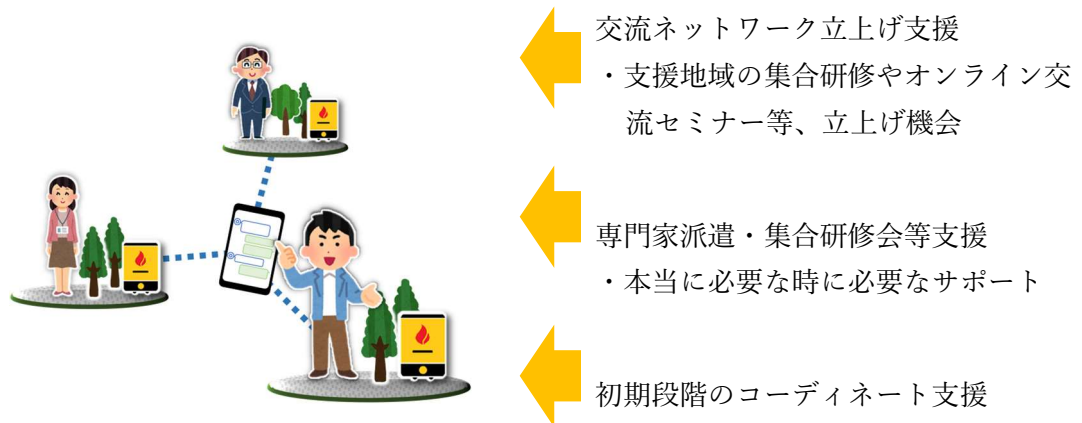 交流ネットワーク立上げ支援
・支援地域の集合研修やオンライン交
流セミナー等、立上げ機会
専門家派遣・集合研修会等支援
・本当に必要な時に必要なサポート
初期段階のコーディネート支援